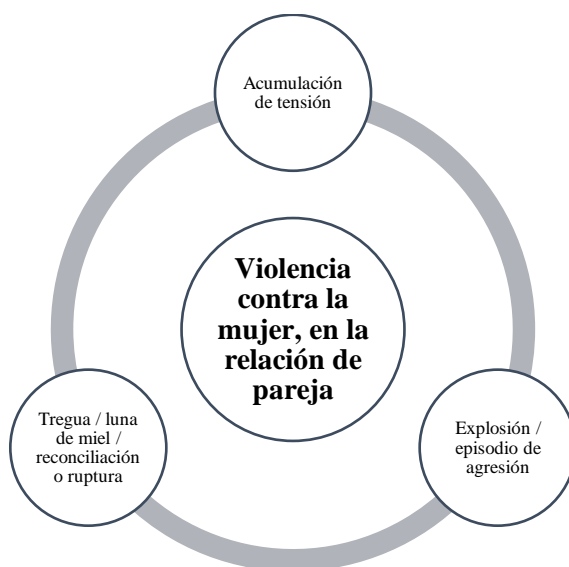 Acumulación
de tensión
Violencia
contra la
mujer, en la
relación de
pareja
Explosión /
episodio de
agresión
Tregua / luna
de miel /
reconciliación
o ruptura